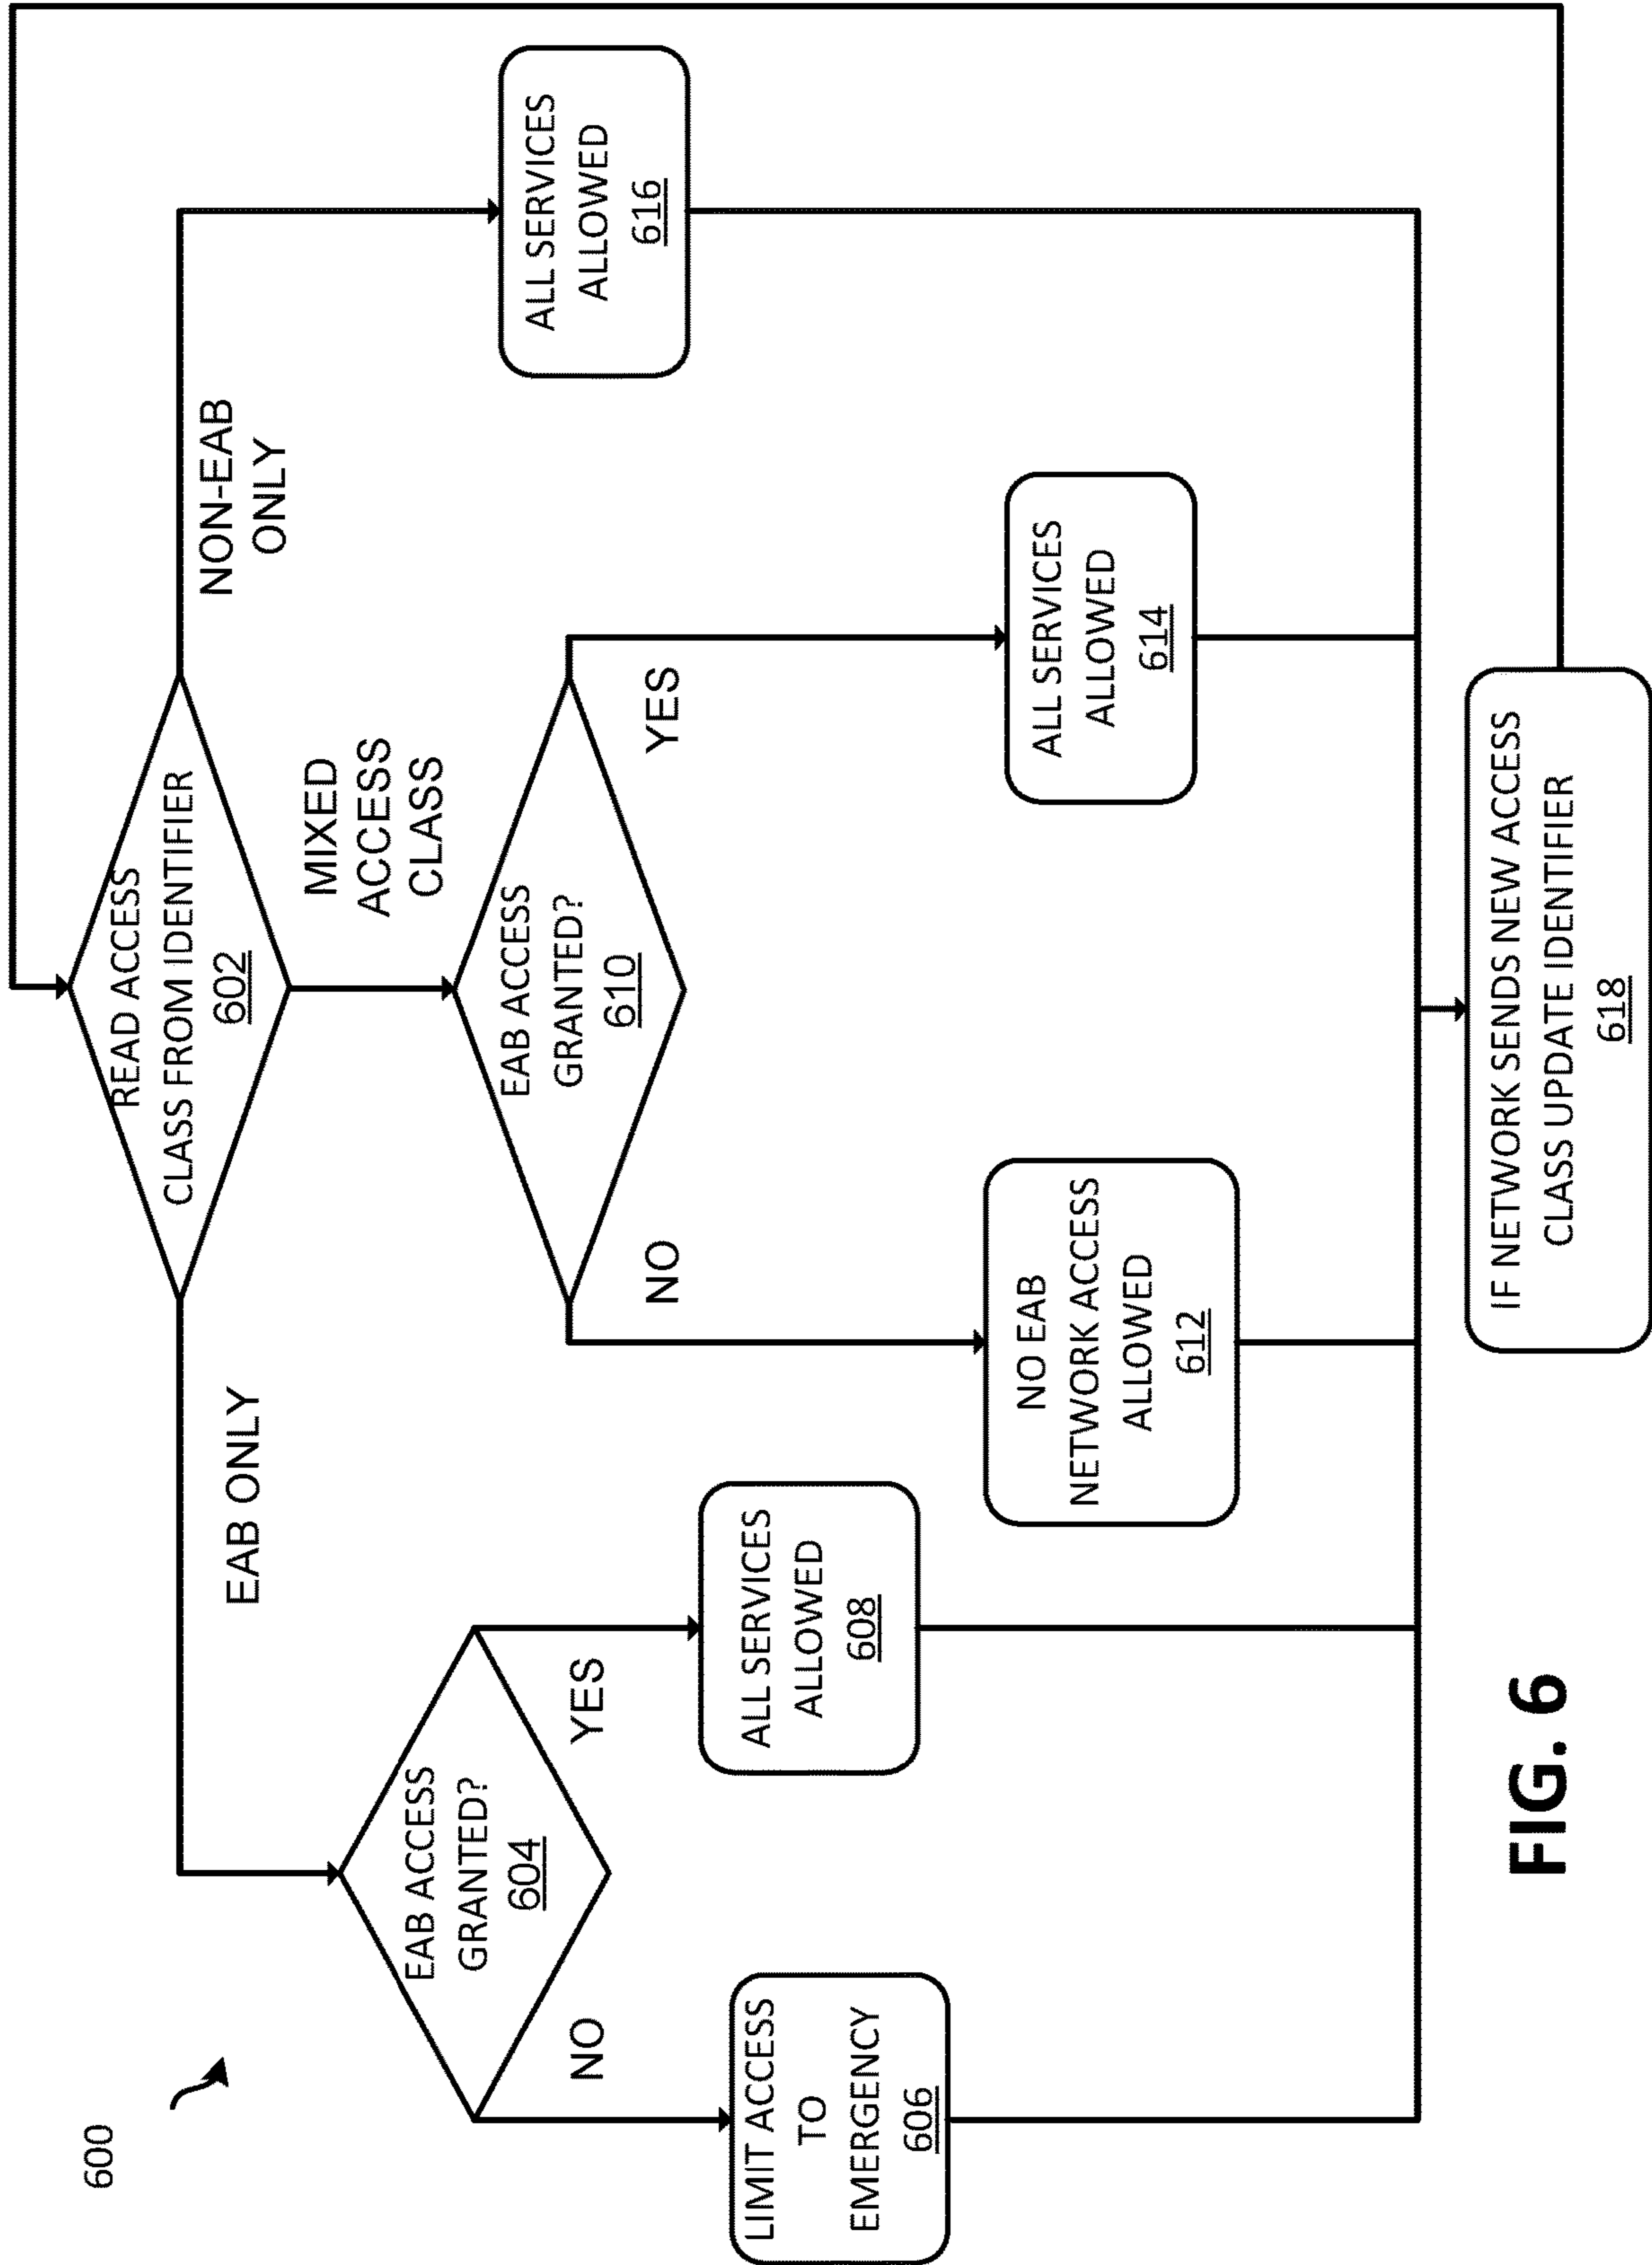 600
READ ACCESS
CLASS FROM IDENTIFIER
602
EAB ONLY
MIXED
ACCESS
CLASS
NON-EAB
ONLY
EAB ACCESS
GRANTED?
604
NO
YES
EAB ACCESS
GRANTED?
610
NO
YES
LIMIT ACCESS
TO
EMERGENCY
606
ALL SERVICES
ALLOWED
608
NO EAB
NETWORK ACCESS
ALLOWED
612
ALL SERVICES
ALLOWED
614
ALL SERVICES
ALLOWED
616
IF NETWORK SENDS NEW ACCESS
CLASS UPDATE IDENTIFIER
618
FIG. 6